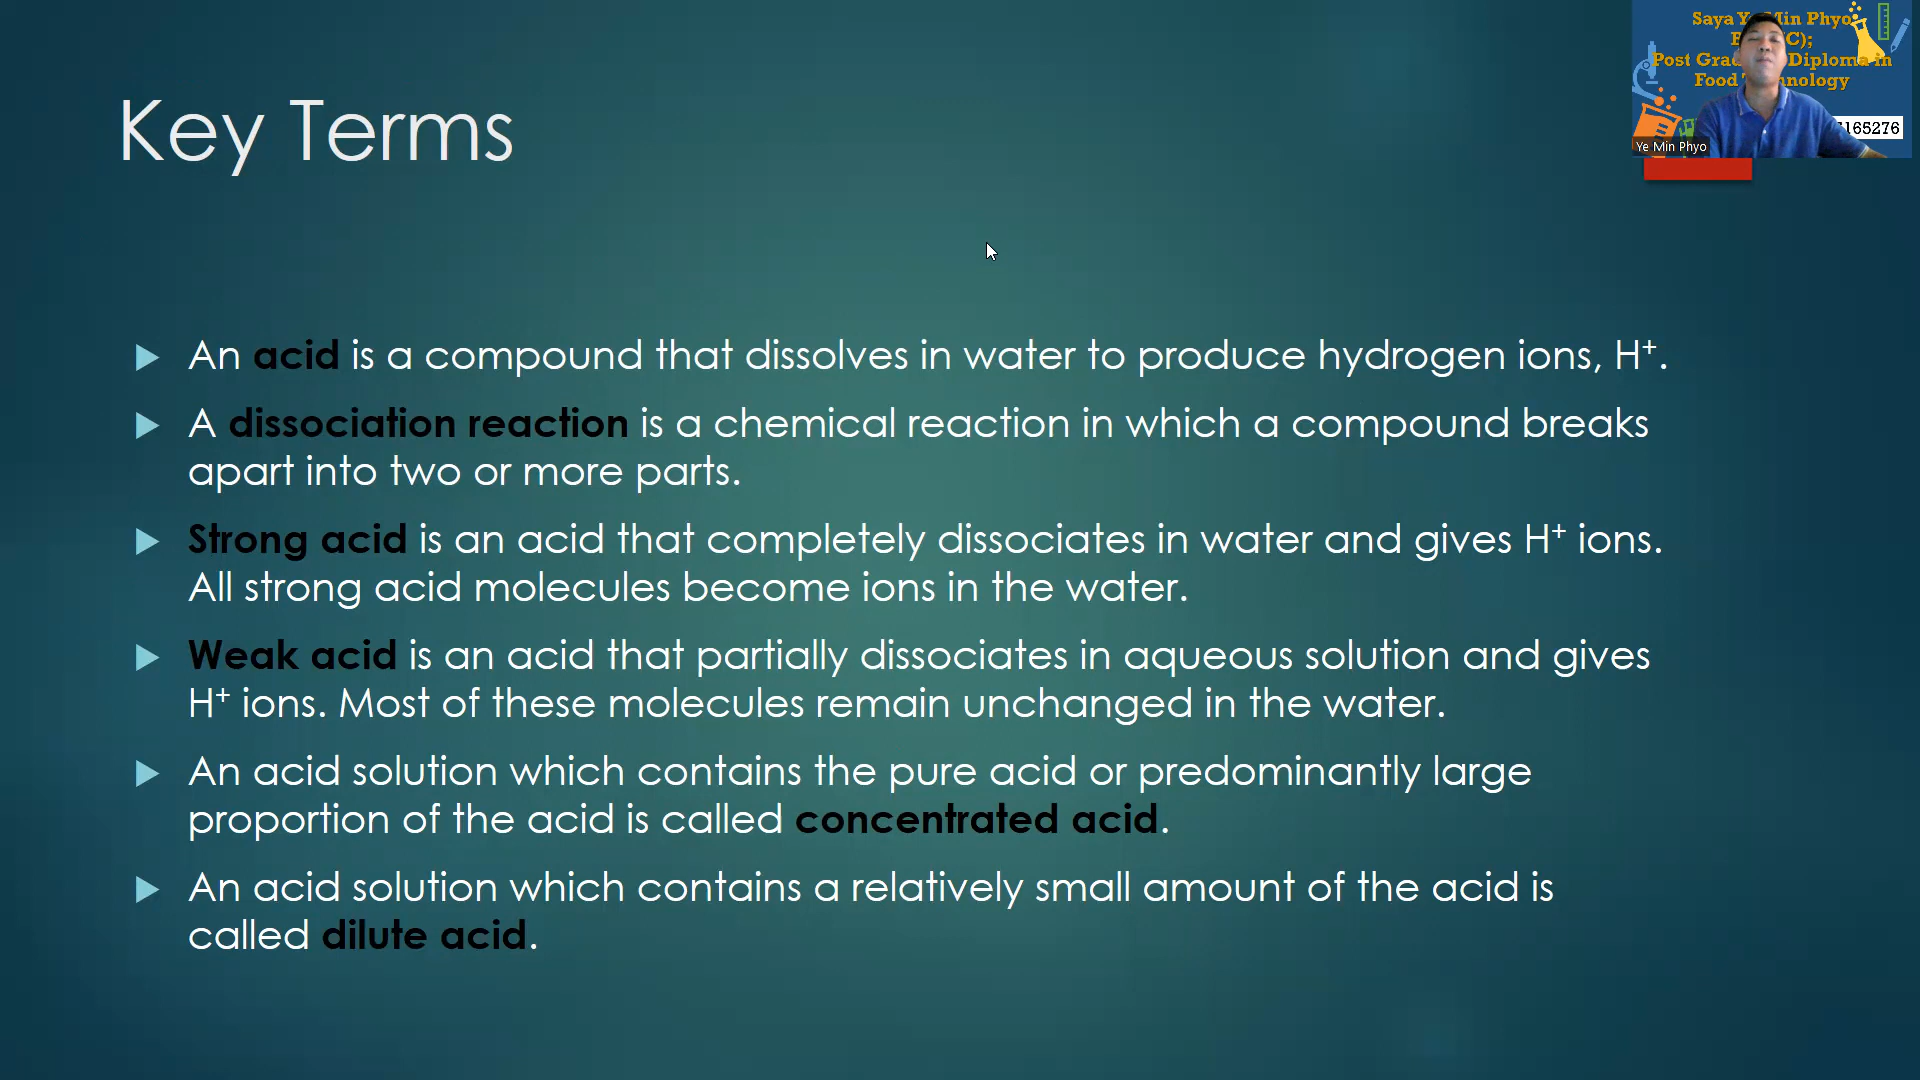 Key Terms
An acid is a compound that dissolves in water to produce hydrogen ions, H⁺.
A dissociation reaction is a chemical reaction in which a compound breaks
apart into two or more parts.
Strong acid is an acid that completely dissociates in water and gives H⁺ ions.
All strong acid molecules become ions in the water.
Weak acid is an acid that partially dissociates in aqueous solution and gives
H⁺ ions. Most of these molecules remain unchanged in the water.
An acid solution which contains the pure acid or predominantly large
proportion of the acid is called concentrated acid.
An acid solution which contains a relatively small amount of the acid is
called dilute acid.
Saya Min Phyo
Post Diploma in
Food
165276
Ye Min Phyo